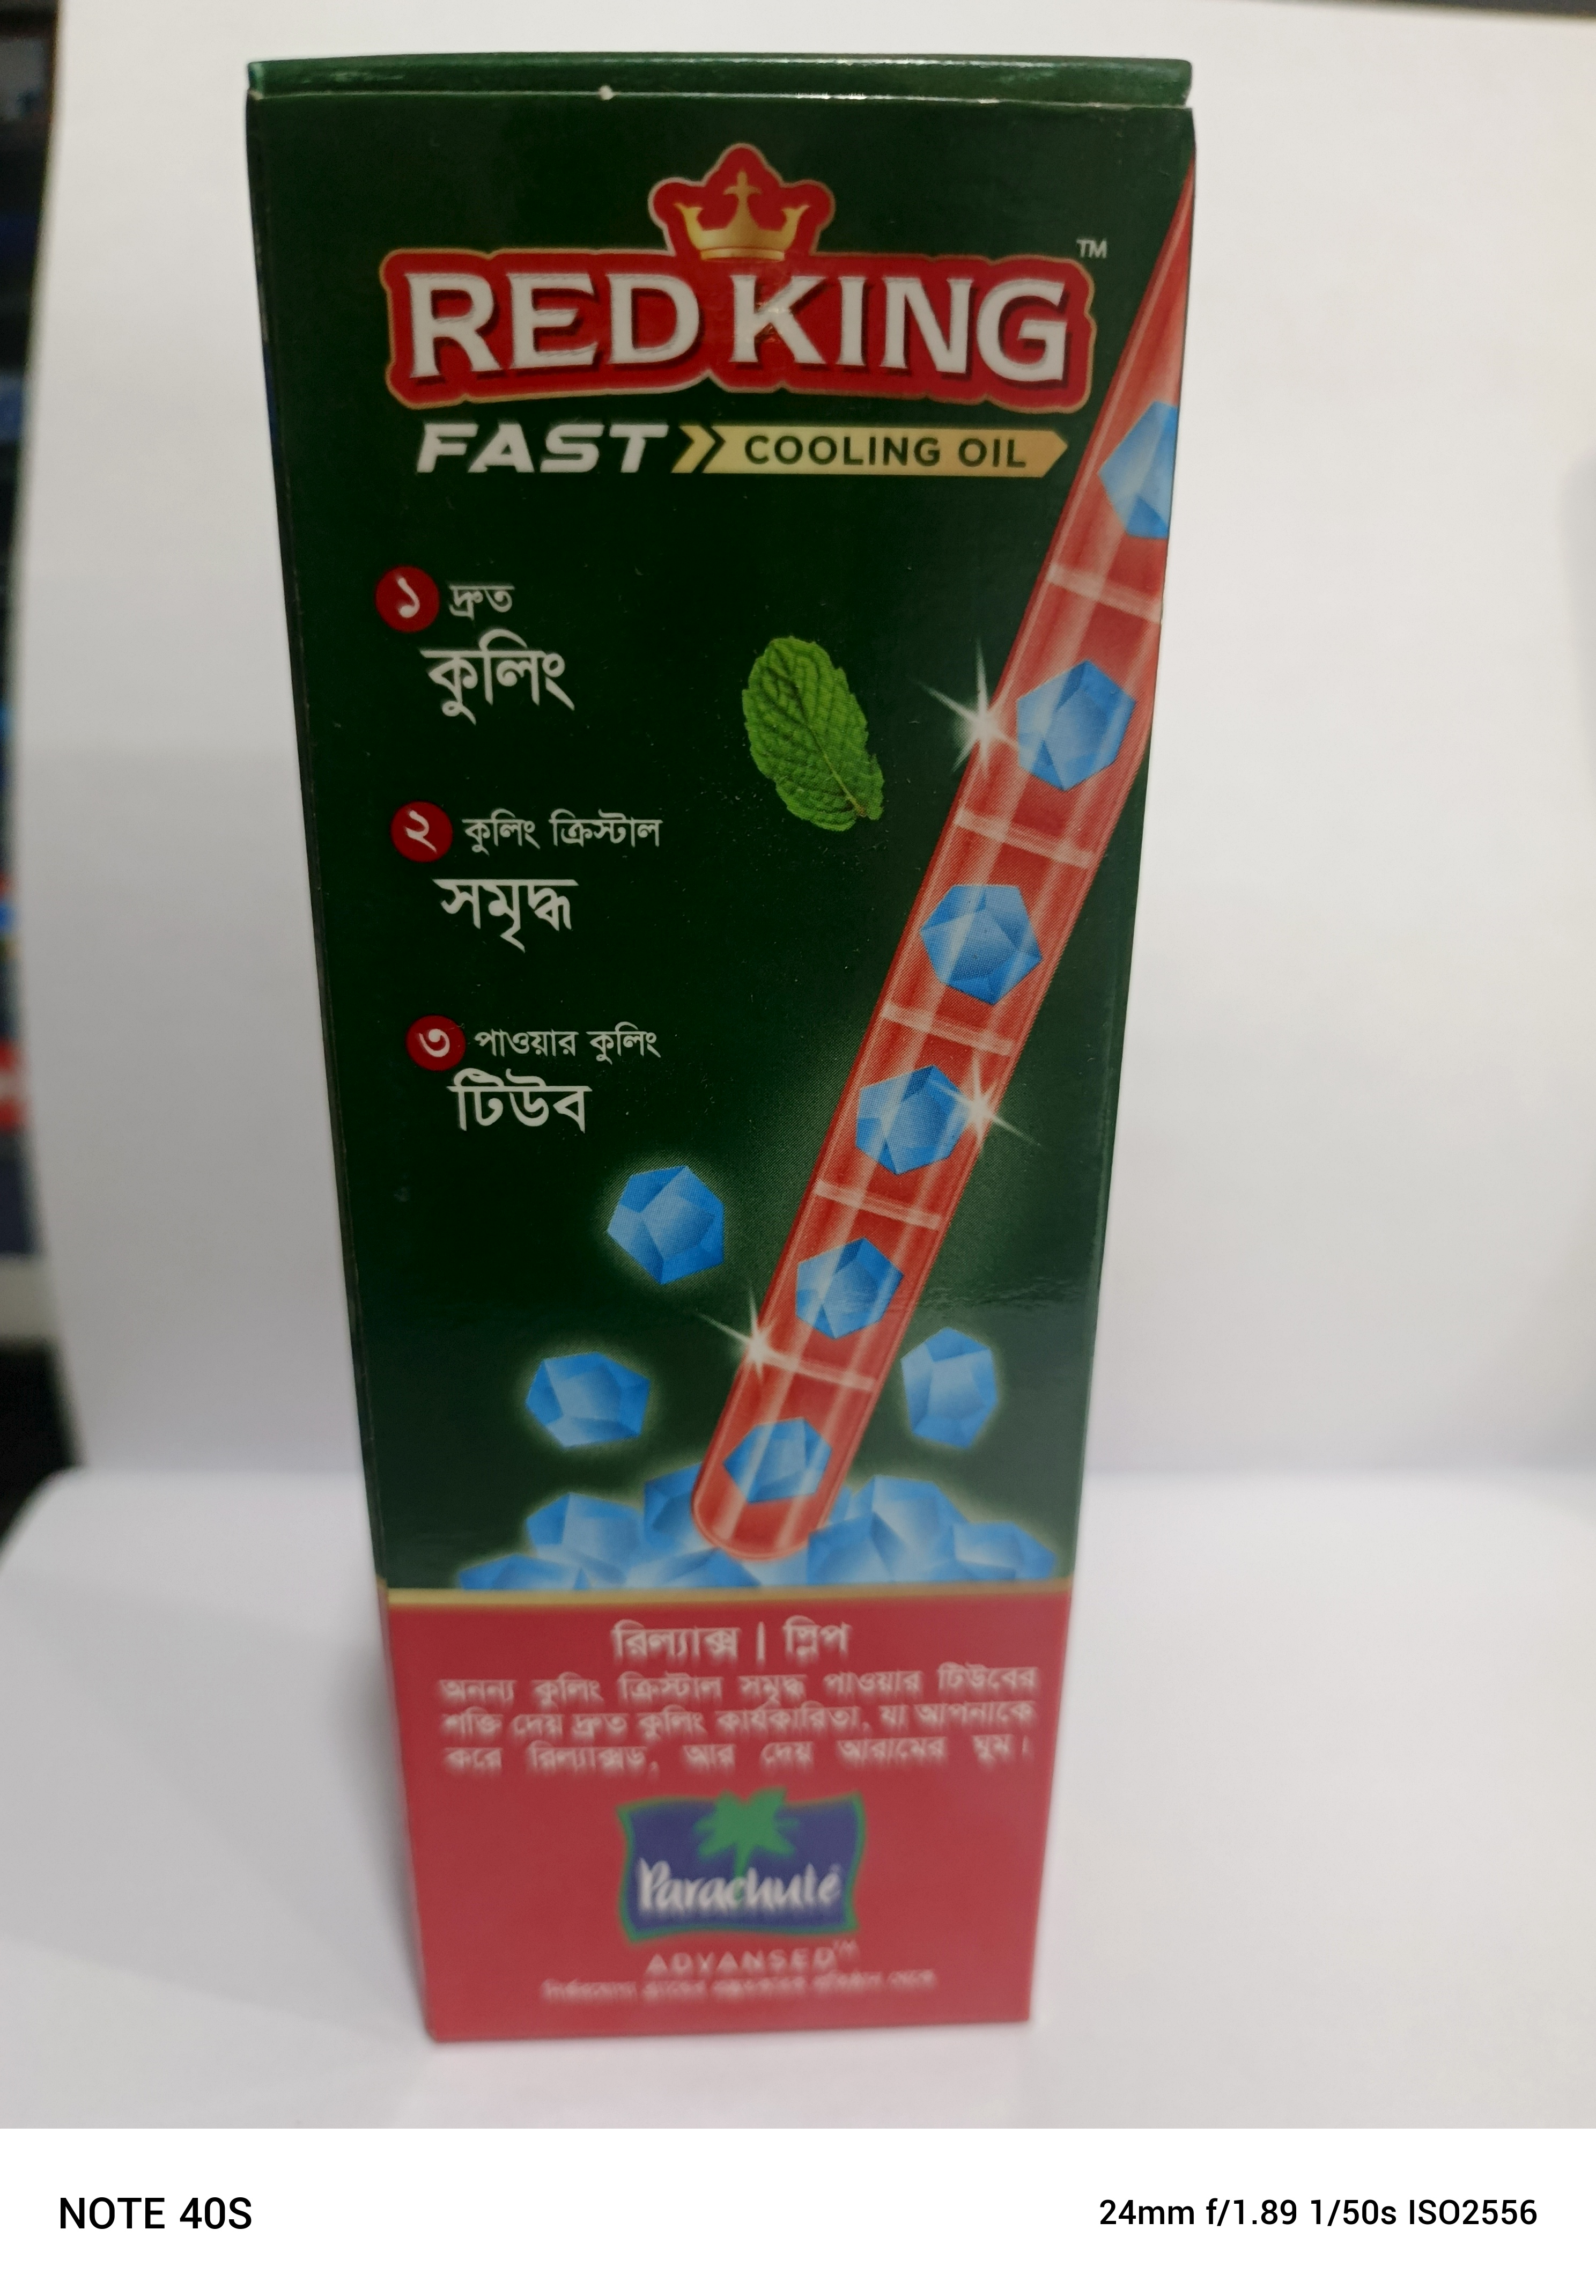 RED KING
TM
FAST COOLING OIL
১ দ্রুত
কুলিং
২ কুলিং ক্রিস্টাল
সমৃদ্ধ
৩ পাওয়ার কুলিং
টিউব
রিল্যাক্স | স্লিপ
অনন্য কুলিং ক্রিস্টাল সমৃদ্ধ পাওয়ার টিউবের
শক্তি দেয় দ্রুত কুলিং কার্যকারিতা, যা আপনাকে
করে রিল্যাক্সড, আর দেয় আরামের ঘুম।
Parachute
ADVANSED TM
NOTE 40S
24mm f/1.89 1/50s ISO2556